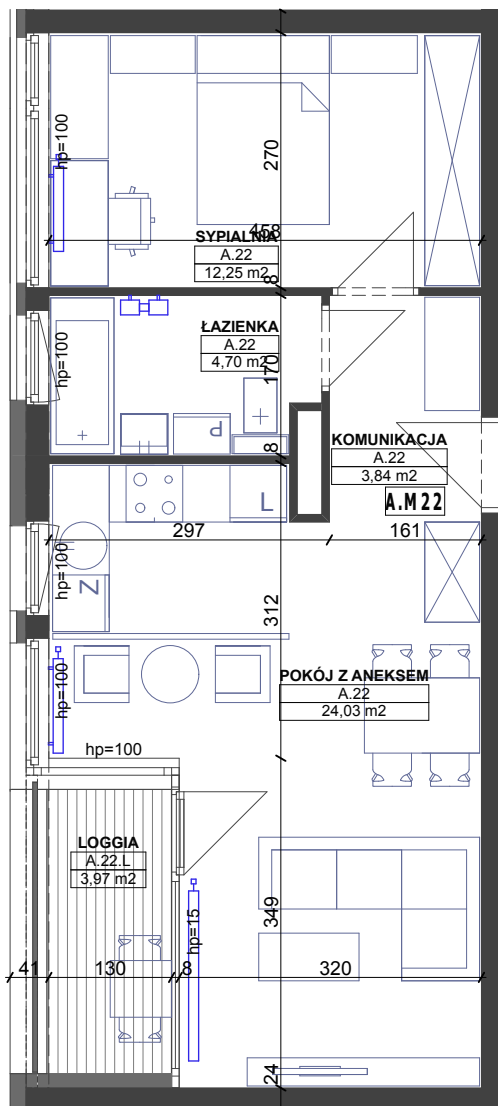 hp=100
270
458
SYPIALNIA
A.22
12,25 m2
8
hp=100
ŁAZIENKA
A.22
4,70 m2
170
P
8
KOMUNIKACJA
A.22
3,84 m2
A.M 22
L
297
161
hp=100
Z
312
hp=100
POKÓJ Z ANEKSEM
A.22
24,03 m2
hp=100
LOGGIA
A.22.L
3,97 m2
349
hp=15
41
130
8
320
24